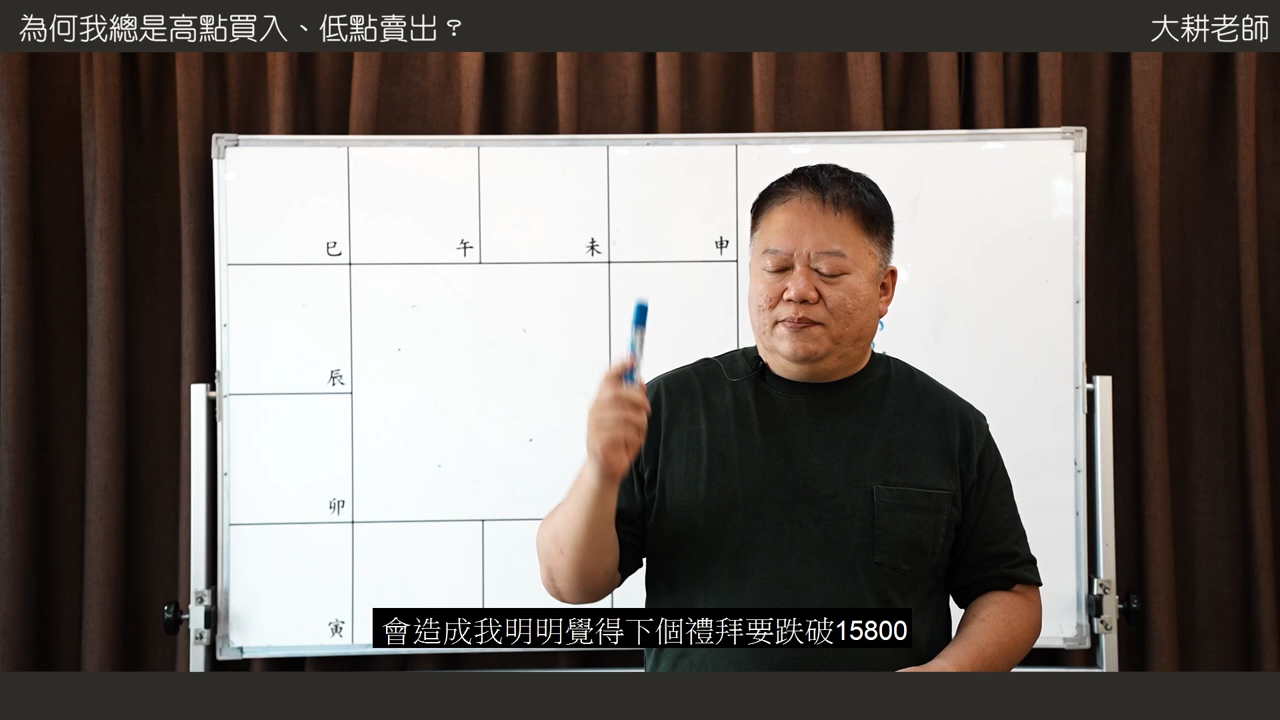 為何我總是高點買入、低點賣出？
大耕老師
巳
午
未
申
辰
卯
寅
會造成我明明覺得下個禮拜要跌破15800